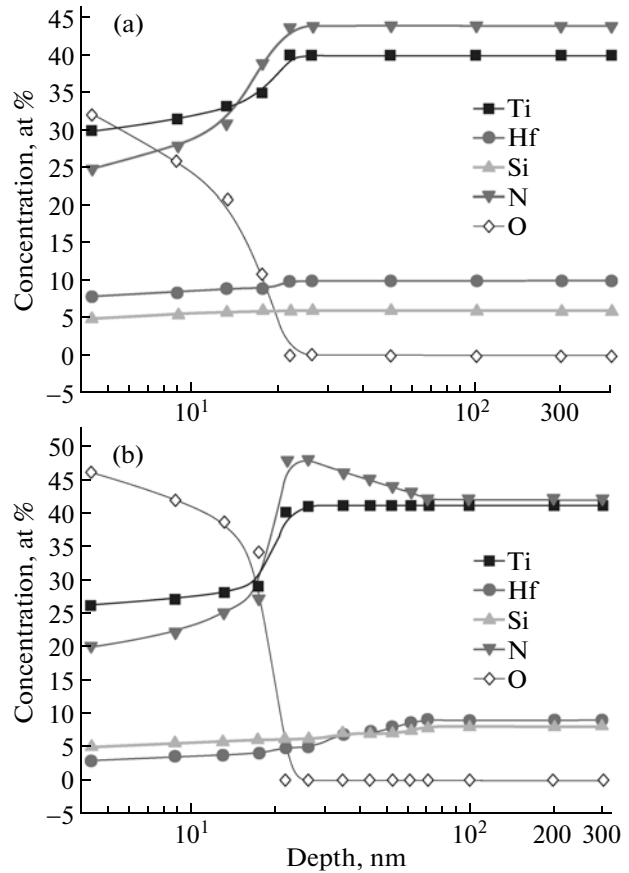 (a)
Concentration, at %
45
40
35
30
25
20
15
10
5
0
−5
Ti
Hf
Si
N
O
10¹
10²
300
(b)
Concentration, at %
50
45
40
35
30
25
20
15
10
5
0
−5
Ti
Hf
Si
N
O
10¹
10²
200
300
Depth, nm